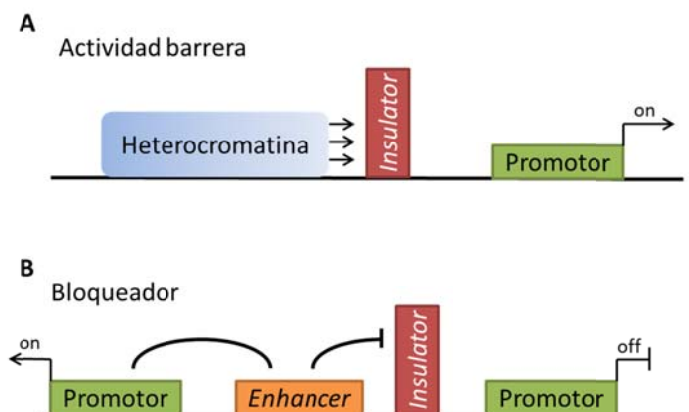 A
Actividad barrera
Heterocromatina
Insulator
on
Promotor
B
Bloqueador
on
Promotor
Enhancer
Insulator
off
Promotor